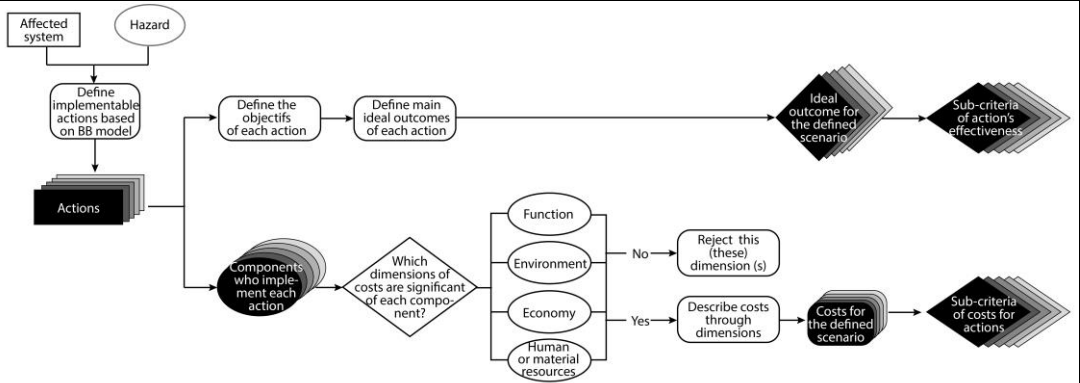 Affected
system
Hazard
Define
implementable
actions based
on BB model
Actions
Define the
objectifs
of each action
Define main
ideal outcomes
of each action
Ideal
outcome for
the defined
scenario
Sub-criteria
of action's
effectiveness
Components
who imple-
ment each
action
Which
dimensions of
costs are significant
of each compo-
nent?
Function
Environment
Economy
Human
or material
resources
No
Reject this
(these)
dimension (s)
Yes
Describe costs
through
dimensions
Costs for
the defined
scenario
Sub-criteria
of costs for
actions